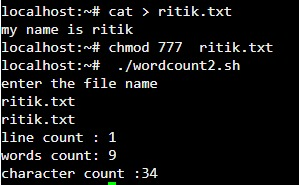 localhost:~# cat > ritik.txt
my name is ritik
localhost:~# chmod 777  ritik.txt
localhost:~#  ./wordcount2.sh
enter the file name
ritik.txt
ritik.txt
line count : 1
words count: 9
character count :34